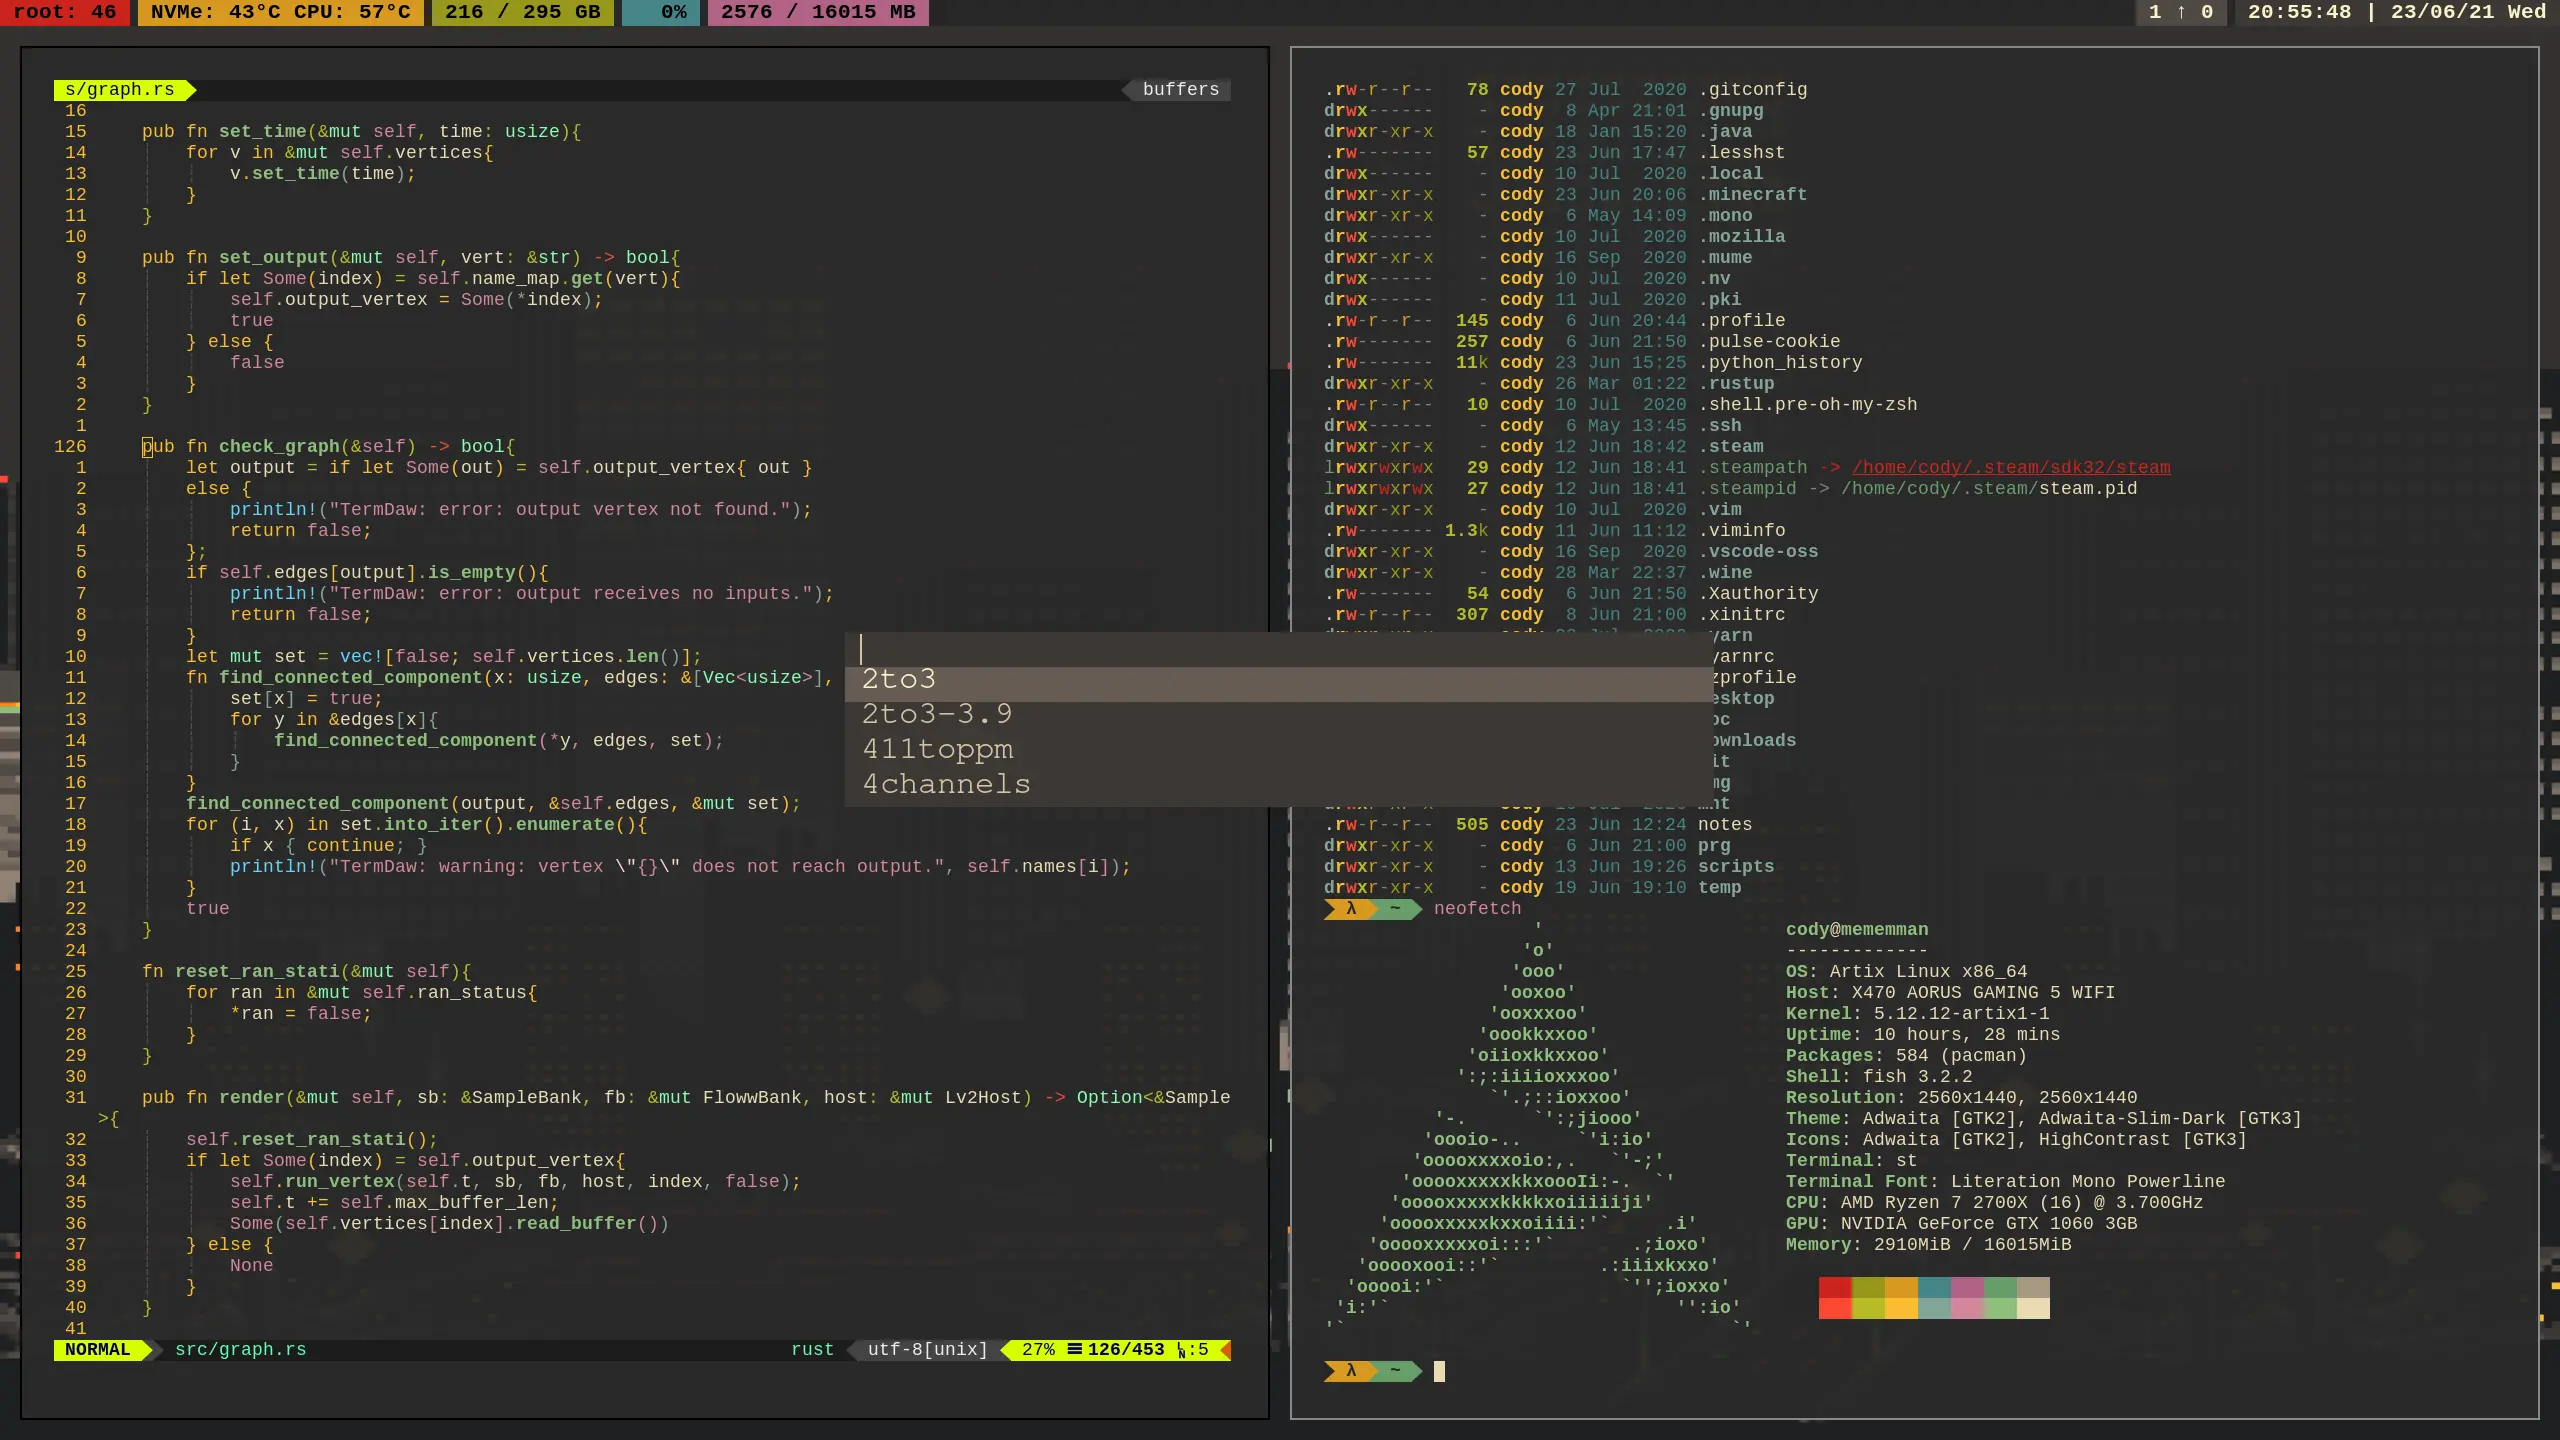 root: 46 NVMe: 43°C CPU: 57°C 216 / 295 GB 0% 2576 / 16015 MB 1 ↑ 0 20:55:48 | 23/06/21 Wed
s/graph.rs buffers
16
15 pub fn set_time(&mut self, time: usize){
14 for v in &mut self.vertices{
13 v.set_time(time);
12 }
11 }
10
9 pub fn set_output(&mut self, vert: &str) -> bool{
8 if let Some(index) = self.name_map.get(vert){
7 self.output_vertex = Some(*index);
6 true
5 } else {
4 false
3 }
2 }
1
126 pub fn check_graph(&self) -> bool{
1 let output = if let Some(out) = self.output_vertex{ out }
2 else {
3 println!("TermDaw: error: output vertex not found.");
4 return false;
5 };
6 if self.edges[output].is_empty(){
7 println!("TermDaw: error: output receives no inputs.");
8 return false;
9 }
10 let mut set = vec![false; self.vertices.len()];
11 fn find_connected_component(x: usize, edges: &[Vec<usize>],
12 set[x] = true;
13 for y in &edges[x]{
14 find_connected_component(*y, edges, set);
15 }
16 }
17 find_connected_component(output, &self.edges, &mut set);
18 for (i, x) in set.into_iter().enumerate(){
19 if x { continue; }
20 println!("TermDaw: warning: vertex \"{}\" does not reach output.", self.names[i]);
21 }
22 true
23 }
24
25 fn reset_ran_stati(&mut self){
26 for ran in &mut self.ran_status{
27 *ran = false;
28 }
29 }
30
31 pub fn render(&mut self, sb: &SampleBank, fb: &mut FlowwBank, host: &mut Lv2Host) -> Option<&Sample
>{
32 self.reset_ran_stati();
33 if let Some(index) = self.output_vertex{
34 self.run_vertex(self.t, sb, fb, host, index, false);
35 self.t += self.max_buffer_len;
36 Some(self.vertices[index].read_buffer())
37 } else {
38 None
39 }
40 }
41
NORMAL src/graph.rs rust utf-8[unix] 27% ☰ 126/453 ␤:5
2to3
2to3-3.9
411toppm
4channels
.rw-r--r-- 78 cody 27 Jul 2020 .gitconfig
drwx------ - cody 8 Apr 21:01 .gnupg
drwxr-xr-x - cody 18 Jan 15:20 .java
.rw------- 57 cody 23 Jun 17:47 .lesshst
drwx------ - cody 10 Jul 2020 .local
drwxr-xr-x - cody 23 Jun 20:06 .minecraft
drwxr-xr-x - cody 6 May 14:09 .mono
drwx------ - cody 10 Jul 2020 .mozilla
drwxr-xr-x - cody 16 Sep 2020 .mume
drwx------ - cody 10 Jul 2020 .nv
drwx------ - cody 11 Jul 2020 .pki
.rw-r--r-- 145 cody 6 Jun 20:44 .profile
.rw------- 257 cody 6 Jun 21:50 .pulse-cookie
.rw------- 11k cody 23 Jun 15:25 .python_history
drwxr-xr-x - cody 26 Mar 01:22 .rustup
.rw-r--r-- 10 cody 10 Jul 2020 .shell.pre-oh-my-zsh
drwx------ - cody 6 May 13:45 .ssh
drwxr-xr-x - cody 12 Jun 18:42 .steam
lrwxrwxrwx 29 cody 12 Jun 18:41 .steampath -> /home/cody/.steam/sdk32/steam
lrwxrwxrwx 27 cody 12 Jun 18:41 .steampid -> /home/cody/.steam/steam.pid
drwxr-xr-x - cody 10 Jul 2020 .vim
.rw------- 1.3k cody 11 Jun 11:12 .viminfo
drwxr-xr-x - cody 16 Sep 2020 .vscode-oss
drwxr-xr-x - cody 28 Mar 22:37 .wine
.rw------- 54 cody 6 Jun 21:50 .Xauthority
.rw-r--r-- 307 cody 8 Jun 21:00 .xinitrc
yarn
yarnrc
zprofile
esktop
oc
ownloads
it
mg
mnt
.rw-r--r-- 505 cody 23 Jun 12:24 notes
drwxr-xr-x - cody 6 Jun 21:00 prg
drwxr-xr-x - cody 13 Jun 19:26 scripts
drwxr-xr-x - cody 19 Jun 19:10 temp
λ ~ neofetch
'
'o'
'ooo'
'ooxoo'
'ooxxxoo'
'oookkxxoo'
'oiioxkkxxoo'
':;:iiiioxxxoo'
`'.;::ioxxoo'
'-. `':;jiooo'
'oooio-.. `'i:io'
'ooooxxxxoio:,. `'-;'
'ooooxxxxxkkxoooIi:-. `'
'ooooxxxxxkkkkxoiiiiiji'
'ooooxxxxxkxxoiiii:'` .i'
'ooooxxxxxoi:::'` .;ioxo'
'ooooxooi::'` .:iiixkxxo'
'ooooi:'` `'';ioxxo'
'i:'` '':io'
'` `'
cody@mememman
-------------
OS: Artix Linux x86_64
Host: X470 AORUS GAMING 5 WIFI
Kernel: 5.12.12-artix1-1
Uptime: 10 hours, 28 mins
Packages: 584 (pacman)
Shell: fish 3.2.2
Resolution: 2560x1440, 2560x1440
Theme: Adwaita [GTK2], Adwaita-Slim-Dark [GTK3]
Icons: Adwaita [GTK2], HighContrast [GTK3]
Terminal: st
Terminal Font: Literation Mono Powerline
CPU: AMD Ryzen 7 2700X (16) @ 3.700GHz
GPU: NVIDIA GeForce GTX 1060 3GB
Memory: 2910MiB / 16015MiB
λ ~